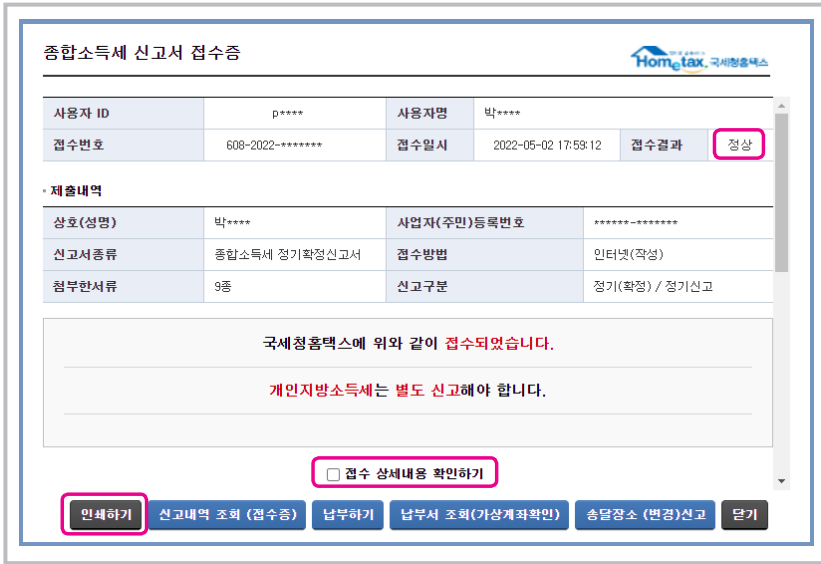 종합소득세 신고서 접수증
Hometax. 국세청홈택스
사용자 ID p**** 사용자명 박****
접수번호 608-2022-******* 접수일시 2022-05-02 17:59:12 접수결과 정상
제출내역
상호(성명) 박**** 사업자(주민)등록번호 ******-*******
신고서종류 종합소득세 정기확정신고서 접수방법 인터넷(작성)
첨부한서류 9종 신고구분 정기(확정) / 정기신고
국세청홈택스에 위와 같이 접수되었습니다.
개인지방소득세는 별도 신고해야 합니다.
접수 상세내용 확인하기
인쇄하기 신고내역 조회 (접수증) 납부하기 납부서 조회(가상계좌확인) 송달장소 (변경)신고 닫기